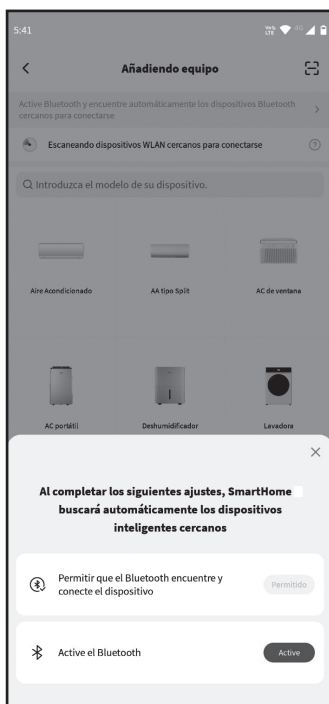 5:41
VoLTE 4G
Añadiendo equipo
Active Bluetooth y encuentre automáticamente los dispositivos Bluetooth
cercanos para conectarse
Escaneando dispositivos WLAN cercanos para conectarse
Introduzca el modelo de su dispositivo.
Aire Acondicionado
AA tipo Split
AC de ventana
AC portátil
Deshumidificador
Lavadora
Al completar los siguientes ajustes, SmartHome
buscará automáticamente los dispositivos
inteligentes cercanos
Permitir que el Bluetooth encuentre y
conecte el dispositivo
Permitido
Active el Bluetooth
Active